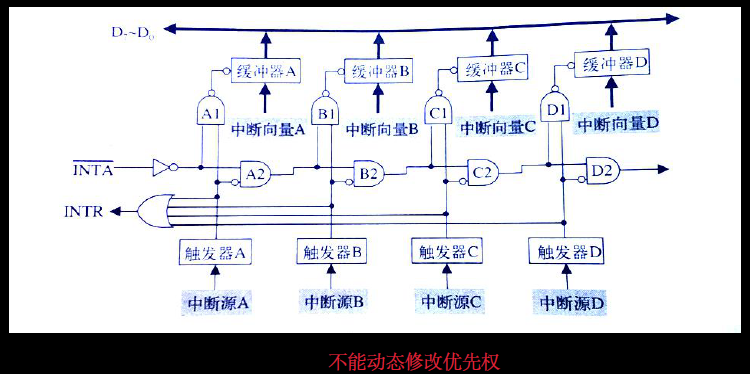 D₇~D₀
缓冲器A 缓冲器B 缓冲器C 缓冲器D
A1 B1 C1 D1
中断向量A 中断向量B 中断向量C 中断向量D
INTA
A2 B2 C2 D2
INTR
触发器A 触发器B 触发器C 触发器D
中断源A 中断源B 中断源C 中断源D
不能动态修改优先权